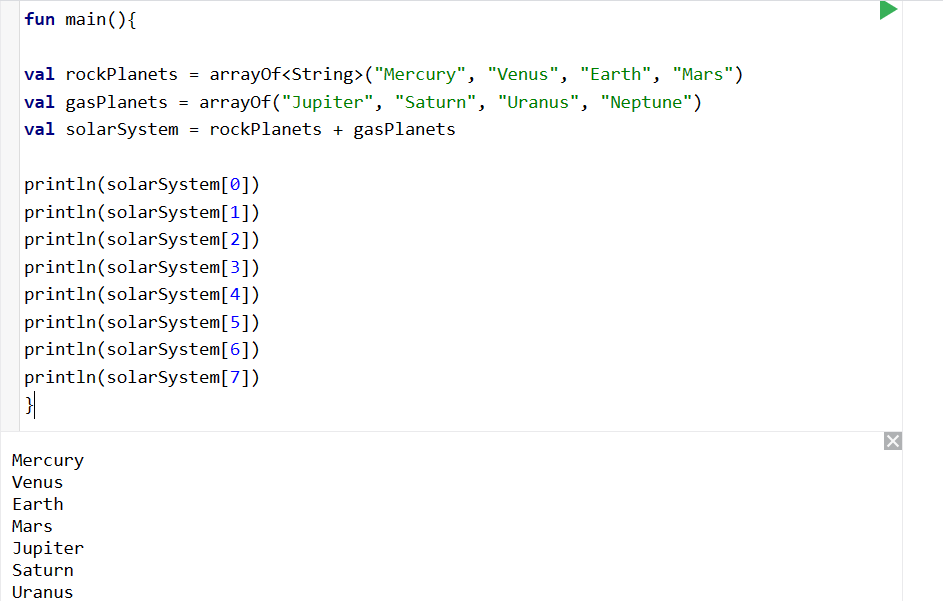 fun main(){
val rockPlanets = arrayOf<String>("Mercury", "Venus", "Earth", "Mars")
val gasPlanets = arrayOf("Jupiter", "Saturn", "Uranus", "Neptune")
val solarSystem = rockPlanets + gasPlanets
println(solarSystem[0])
println(solarSystem[1])
println(solarSystem[2])
println(solarSystem[3])
println(solarSystem[4])
println(solarSystem[5])
println(solarSystem[6])
println(solarSystem[7])
}
Mercury
Venus
Earth
Mars
Jupiter
Saturn
Uranus